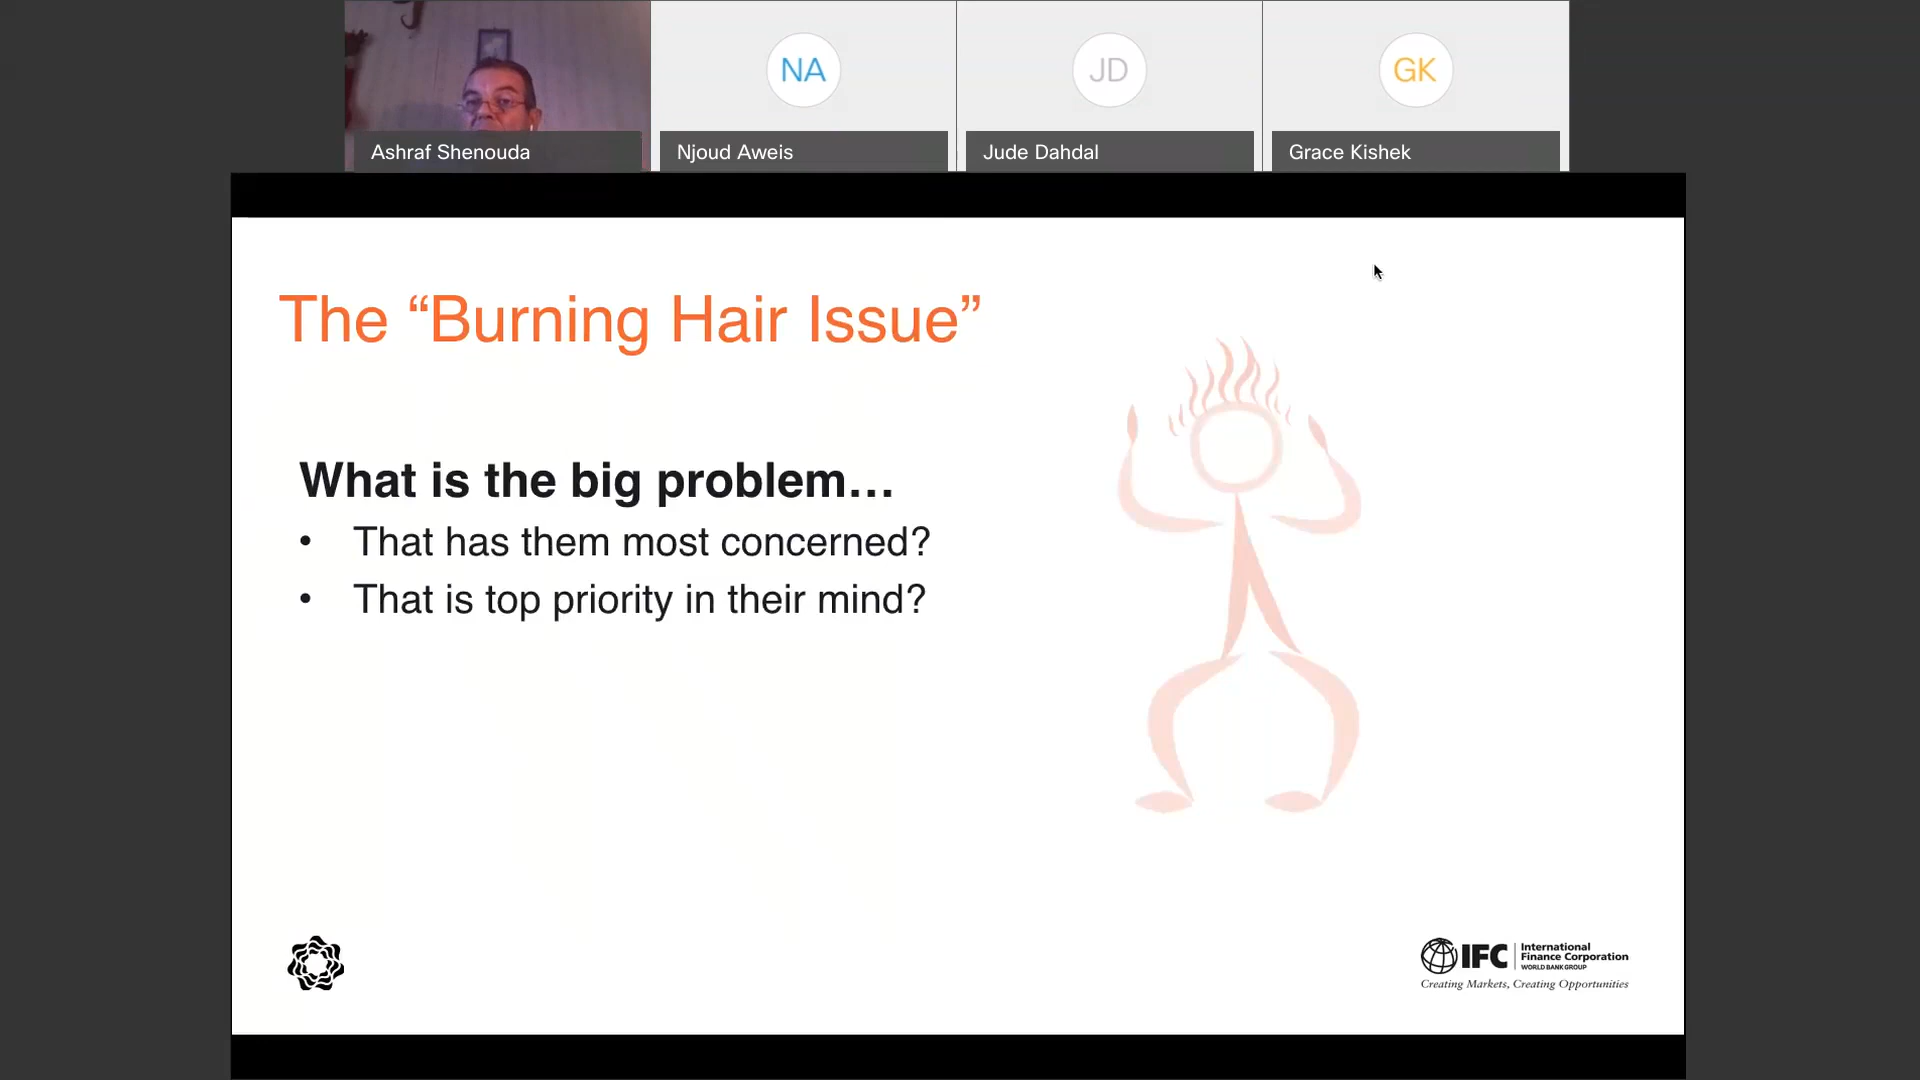 NA
JD
GK
Ashraf Shenouda
Njoud Aweis
Jude Dahdal
Grace Kishek
The “Burning Hair Issue”
What is the big problem…
• That has them most concerned?
• That is top priority in their mind?
IFC
International
Finance Corporation
WORLD BANK GROUP
Creating Markets, Creating Opportunities